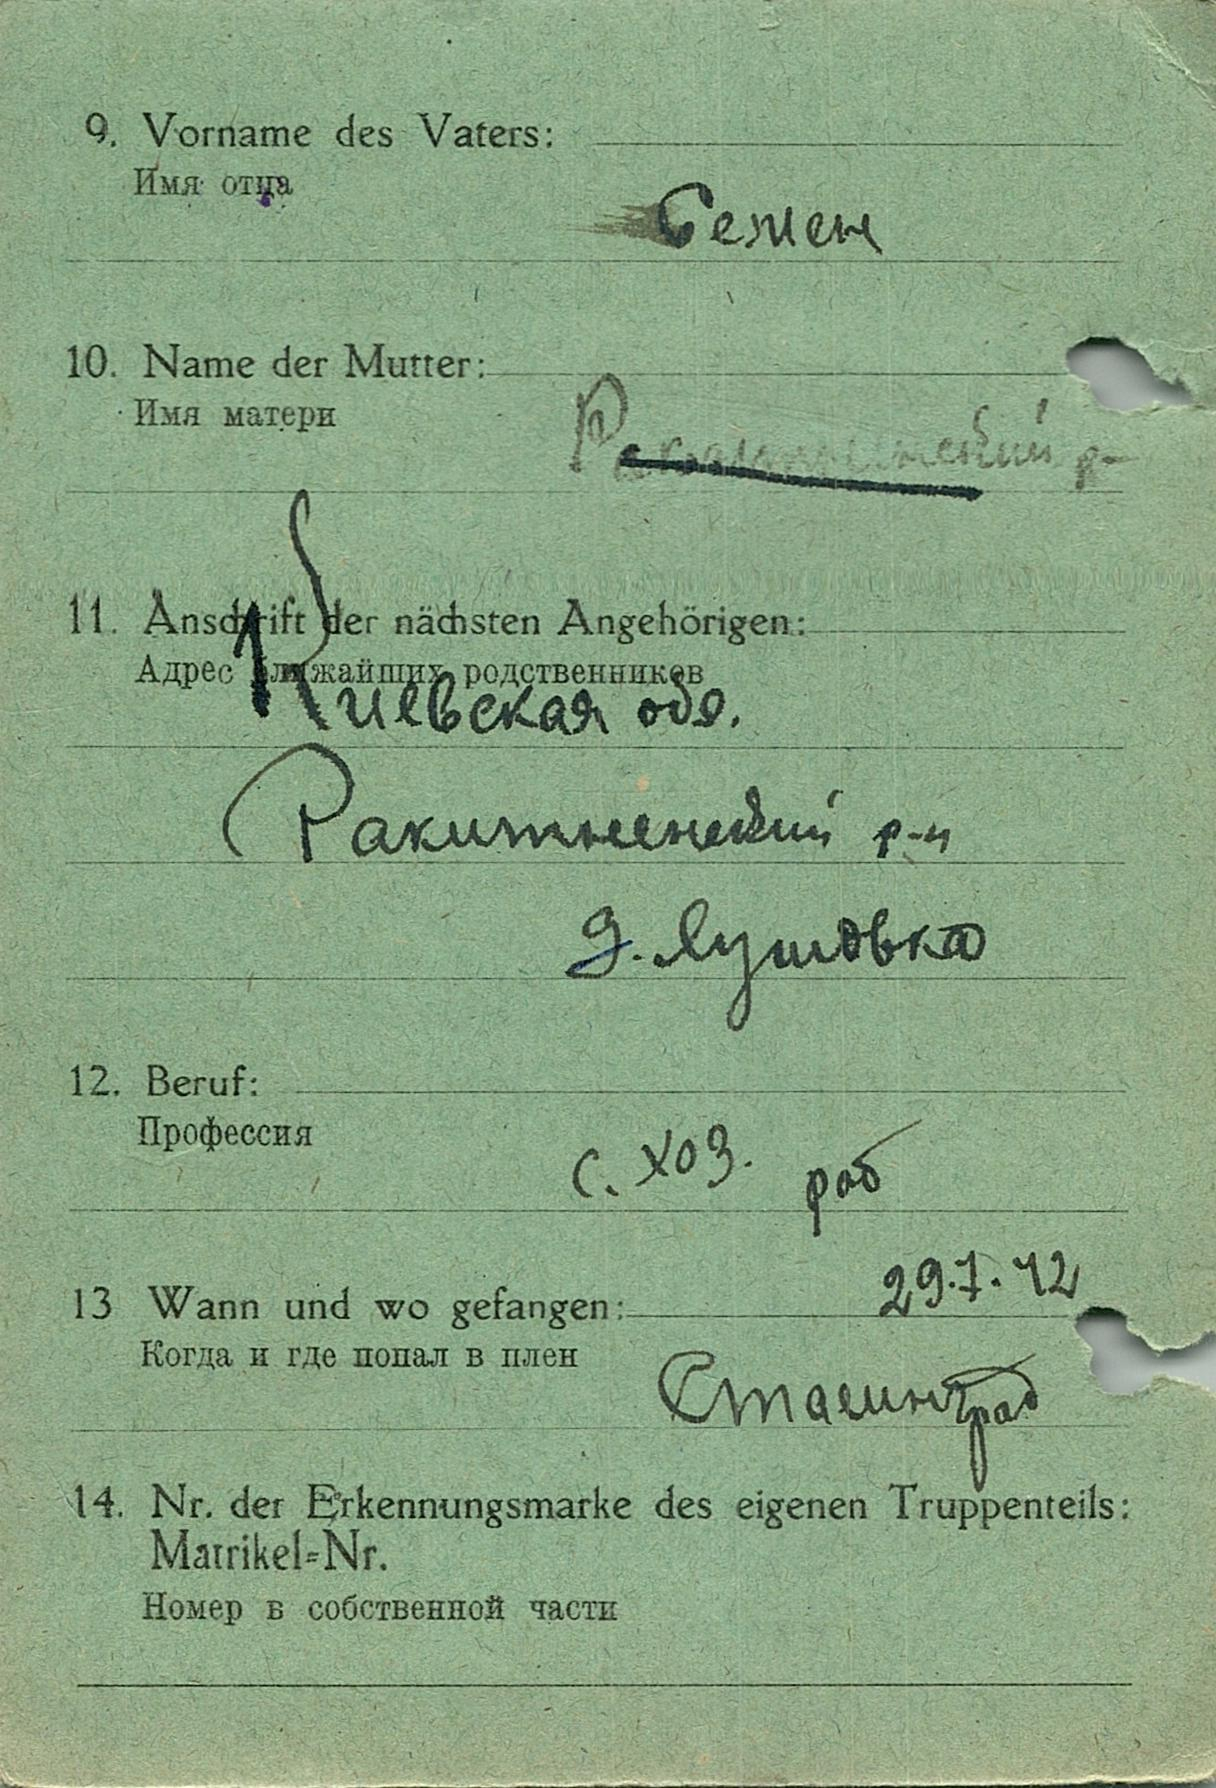 9. Vorname des Vaters:
Имя отца
Семен
10. Name der Mutter:
Имя матери
Ракитнянский р-
11. Anschrift der nächsten Angehörigen:
Адрес ближайших родственников
Киевская обл.
Ракитненский р-н
д.
12. Beruf:
Профессия
с. хоз. раб
13 Wann und wo gefangen:
29.7.42
Когда и где попал в плен
Сталинград
14. Nr. der Erkennungsmarke des eigenen Truppenteils:
Matrikel=Nr.
Номер в собственной части